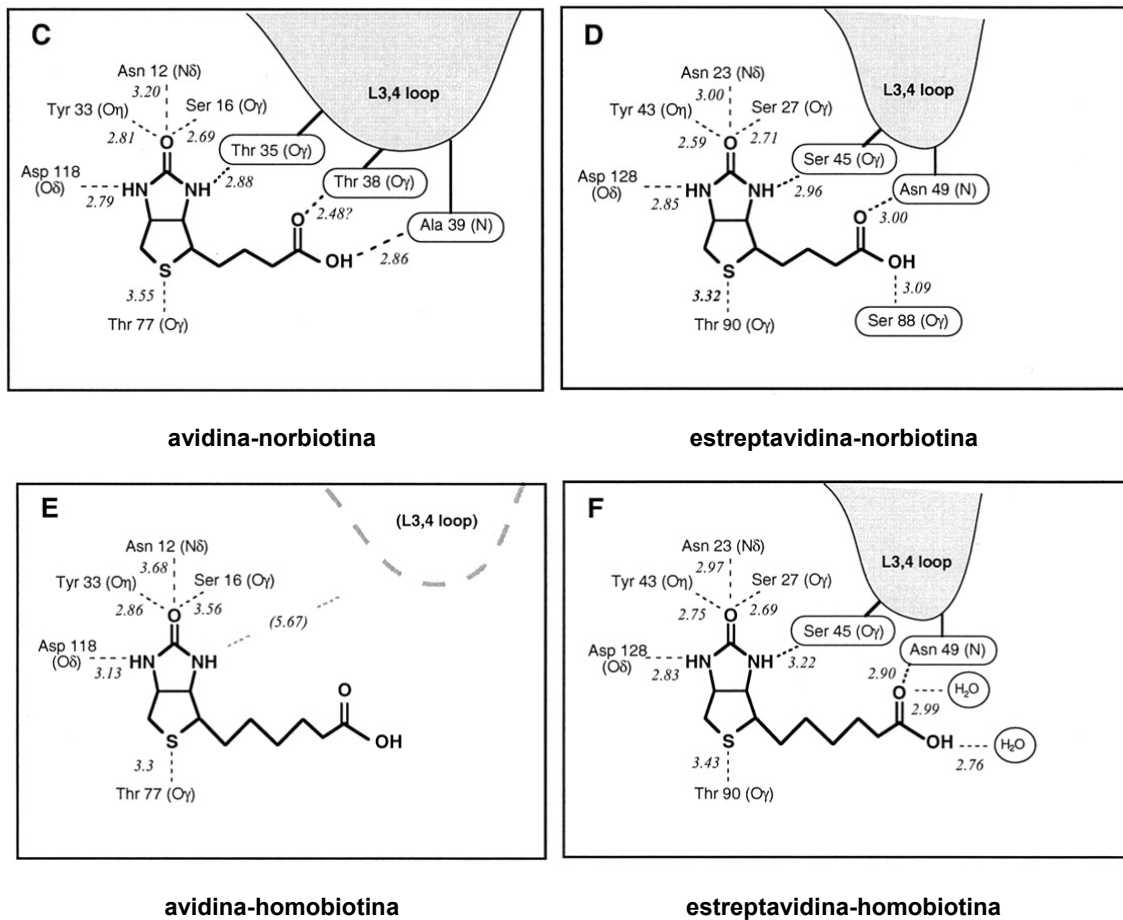 C
Asn 12 (Nδ)
3.20
Tyr 33 (Oη)
Ser 16 (Oγ)
2.81
2.69
L3,4 loop
O
Thr 35 (Oγ)
Asp 118
(Oδ)
2.79
HN
NH
2.88
Thr 38 (Oγ)
O
2.48?
Ala 39 (N)
OH
2.86
S
3.55
Thr 77 (Oγ)
avidina-norbiotina
D
Asn 23 (Nδ)
3.00
Tyr 43 (Oη)
Ser 27 (Oγ)
2.59
2.71
L3,4 loop
O
Ser 45 (Oγ)
Asp 128
(Oδ)
2.85
HN
NH
2.96
Asn 49 (N)
O
3.00
OH
S
3.09
3.32
Ser 88 (Oγ)
Thr 90 (Oγ)
estreptavidina-norbiotina
E
(L3,4 loop)
Asn 12 (Nδ)
3.68
Tyr 33 (Oη)
Ser 16 (Oγ)
2.86
3.56
O
(5.67)
Asp 118
(Oδ)
3.13
HN
NH
O
OH
S
3.3
Thr 77 (Oγ)
avidina-homobiotina
F
Asn 23 (Nδ)
2.97
Tyr 43 (Oη)
Ser 27 (Oγ)
2.75
2.69
L3,4 loop
O
Ser 45 (Oγ)
Asp 128
(Oδ)
2.83
HN
NH
3.22
Asn 49 (N)
2.90
O
H₂O
2.99
OH
H₂O
2.76
S
3.43
Thr 90 (Oγ)
estreptavidina-homobiotina